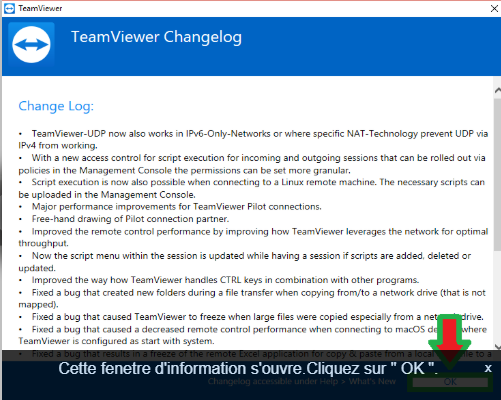 TeamViewer
TeamViewer Changelog
Change Log:
• TeamViewer-UDP now also works in IPv6-Only-Networks or where specific NAT-Technology prevent UDP via
IPv4 from working.
• With a new access control for script execution for incoming and outgoing sessions that can be rolled out via
policies in the Management Console the permissions can be set more granular.
• Script execution is now also possible when connecting to a Linux remote machine. The necessary scripts can
be uploaded in the Management Console.
• Major performance improvements for TeamViewer Pilot connections.
• Free-hand drawing of Pilot connection partner.
• Improved the remote control performance by improving how TeamViewer leverages the network for optimal
throughput.
• Now the script menu within the session is updated while having a session if scripts are added, deleted or
updated.
• Improved the way how TeamViewer handles CTRL keys in combination with other programs.
• Fixed a bug that created new folders during a file transfer when copying from/to a network drive (that is not
mapped).
• Fixed a bug that caused TeamViewer to freeze when large files were copied especially from a network drive.
• Fixed a bug that caused a decreased remote control performance when connecting to macOS where
TeamViewer is configured as start with system.
• Fixed a bug that results in a freeze of the remote Excel application for copy & paste from a local file to a
Cette fenetre d'information s'ouvre.Cliquez sur " OK ". x
Changelog accessible under Help > What's New OK